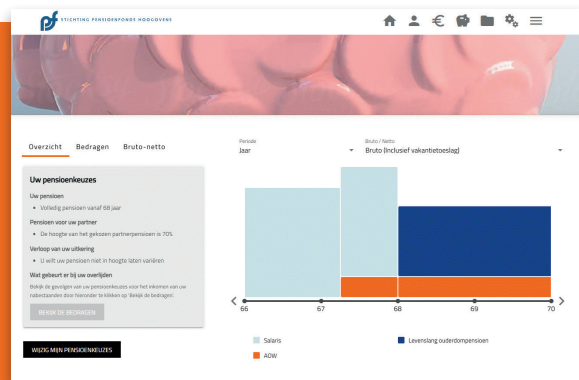 STICHTING PENSIOENFONDS HOOGOVENS
Overzicht Bedragen Bruto-netto
Uw pensioenkeuzes
Uw pensioen
• Volledig pensioen vanaf 68 jaar
Pensioen voor uw partner
• De hoogte van het gekozen partnerpensioen is 70%
Verloop van uw uitkering
• U wilt uw pensioen niet in hoogte laten variëren
Wat gebeurt er bij uw overlijden
Bekijk de gevolgen van uw pensioenkeuzes voor het inkomen van uw
nabestaanden door hieronder te klikken op 'Bekijk de bedragen'.
BEKIJK DE BEDRAGEN
WIJZIG MIJN PENSIOENKEUZES
Periode
Jaar
Bruto / Netto
Bruto (Inclusief vakantietoeslag)
66 67 68 69 70
Salaris
Levenslang ouderdompensioen
AOW